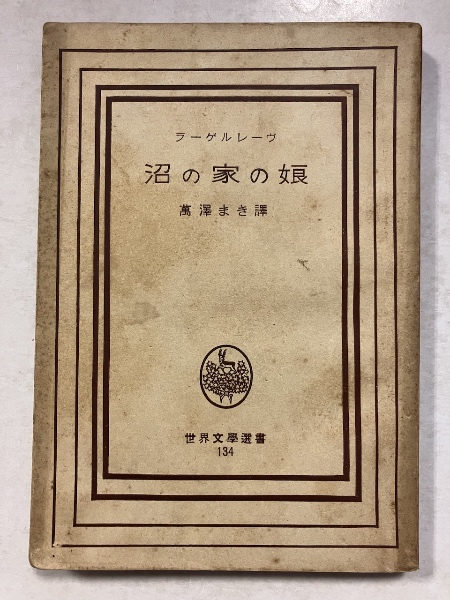 ラーゲルレーヴ
沼の家の娘
萬澤まき譯
世界文學選書
134